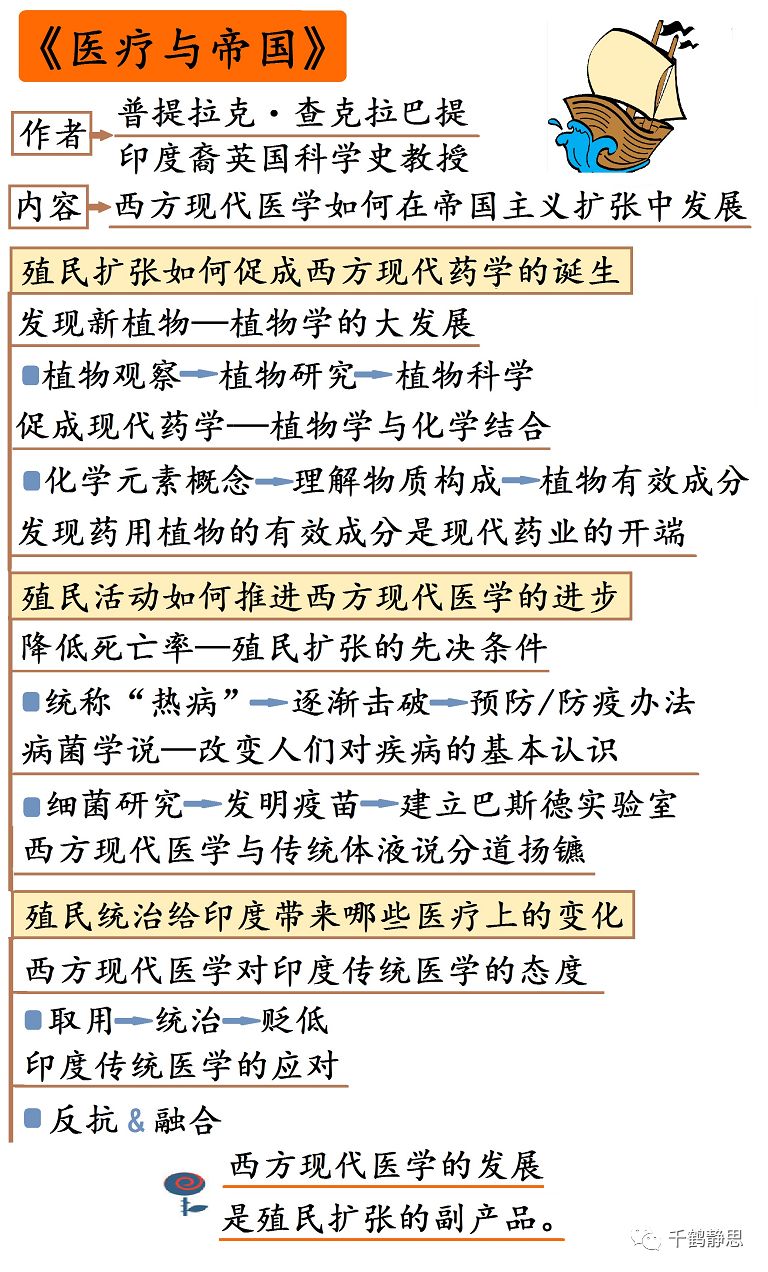 《医疗与帝国》
作者
普提拉克·查克拉巴提
印度裔英国科学史教授
内容
西方现代医学如何在帝国主义扩张中发展
殖民扩张如何促成西方现代药学的诞生
发现新植物—植物学的大发展
植物观察→植物研究→植物科学
促成现代药学—植物学与化学结合
化学元素概念→理解物质构成→植物有效成分
发现药用植物的有效成分是现代药业的开端
殖民活动如何推进西方现代医学的进步
降低死亡率—殖民扩张的先决条件
统称“热病”→逐渐击破→预防/防疫办法
病菌学说—改变人们对疾病的基本认识
细菌研究→发明疫苗→建立巴斯德实验室
西方现代医学与传统体液说分道扬镳
殖民统治给印度带来哪些医疗上的变化
西方现代医学对印度传统医学的态度
取用→统治→贬低
印度传统医学的应对
反抗&融合
西方现代医学的发展
是殖民扩张的副产品。
千鹤静思